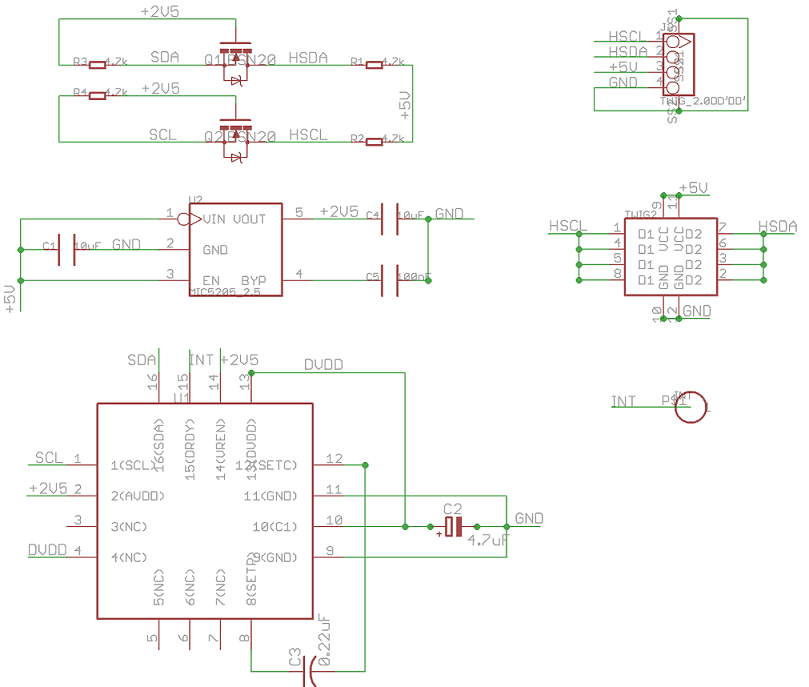 +2V5
R3 4.7k SDA Q1 BSN20 HSDA R1 4.7k
R4 4.7k +2V5
+5V
SCL Q2 BSN20 HSCL R2 4.7k
HSCL 1
HSDA 2
+5V 3
GND 4
TWIG_2.0DD'DD'
U2
1 VIN VOUT 5 +2V5 C4 10uF GND
C1 10uF GND 2 GND
3 EN BYP 4 C5 100nF
MIC5205_2.5
+5V
+5V
9 11
TWIG2
HSCL 1 D1 VCC VCC D2 7 HSDA
4 D1 D2 6
5 D1 D2 3
8 D1 GND GND D2 2
10 12 GND
SDA INT +2V5 DVDD
16 15 14 13
U1
16(SDA) 15(DRDY) 14(VREN) 13(DVDD)
SCL 1 1(SCL) 12(SETC) 12
+2V5 2 2(AVDD) 11(GND) 11
3 3(NC) 10(C1) 10 C2 4.7uF GND
DVDD 4 4(NC) 9(GND) 9
5(NC) 6(NC) 7(NC) 8(SETP)
5 6 7 8
C3 0.22uF
INT PS1 INT